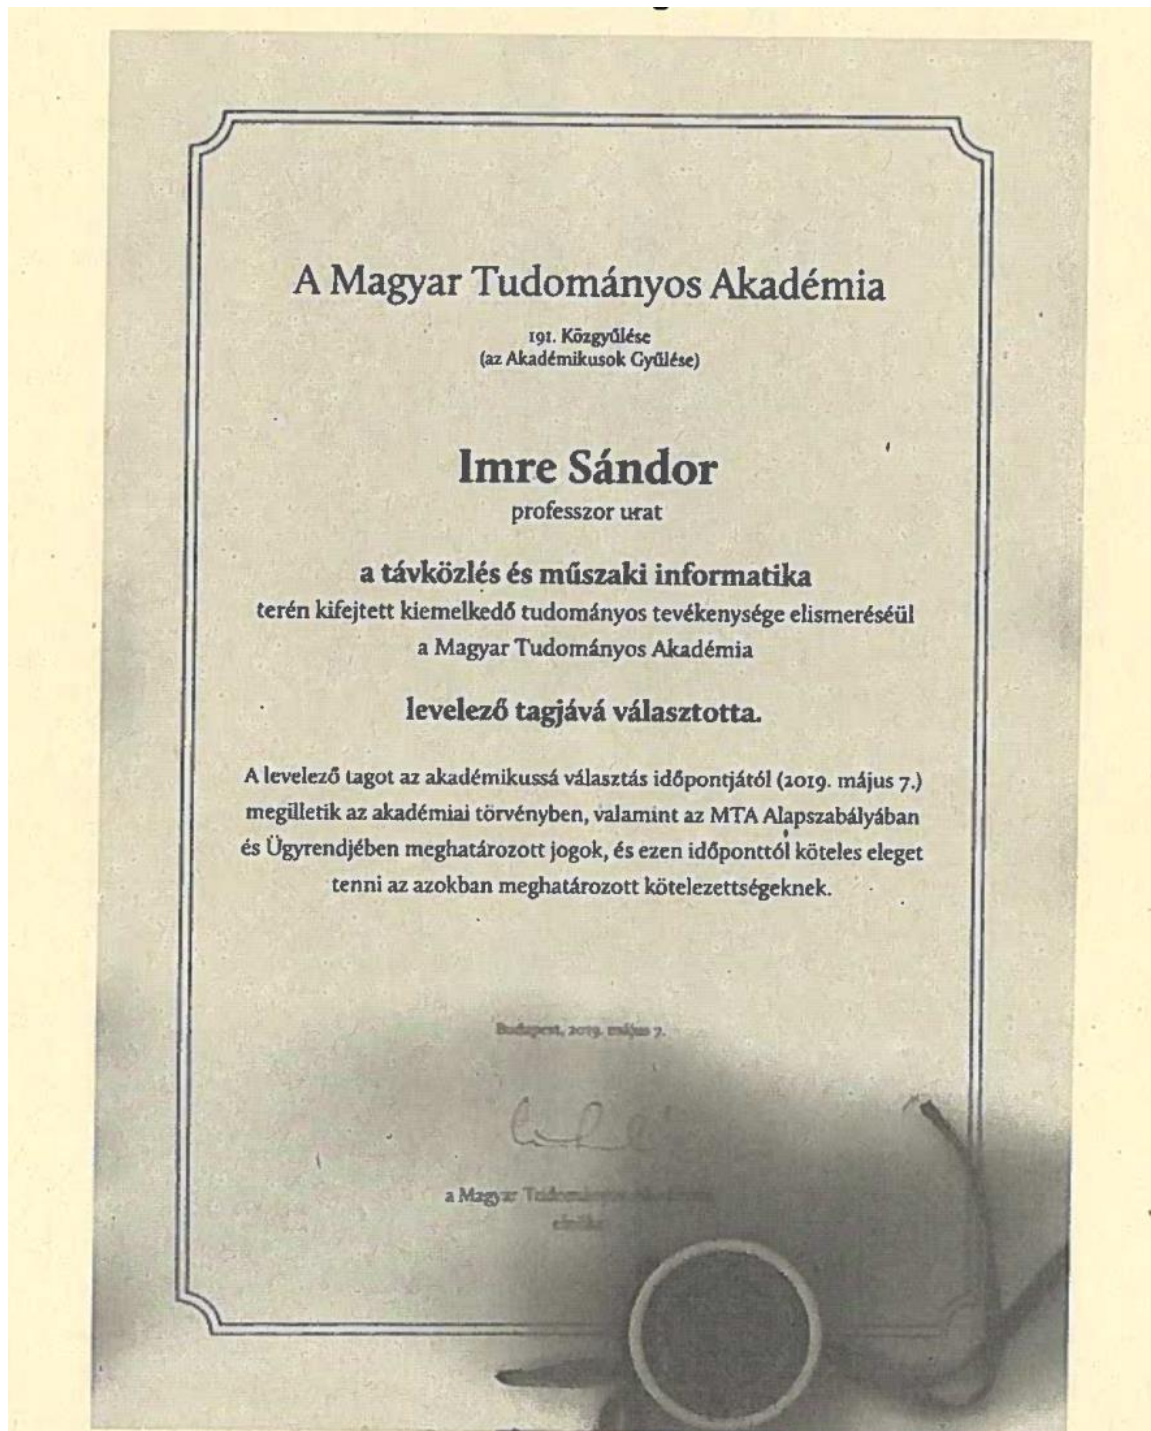 A Magyar Tudományos Akadémia
191. Közgyűlése
(az Akadémikusok Gyűlése)
Imre Sándor
professzor urat
a távközlés és műszaki informatika
terén kifejtett kiemelkedő tudományos tevékenysége elismeréséül
a Magyar Tudományos Akadémia
levelező tagjává választotta.
A levelező tagot az akadémikussá választás időpontjától (2019. május 7.)
megilletik az akadémiai törvényben, valamint az MTA Alapszabályában
és Ügyrendjében meghatározott jogok, és ezen időponttól köteles eleget
tenni az azokban meghatározott kötelezettségeknek.
Budapest, 2019. május 7.
a Magyar Tudományos